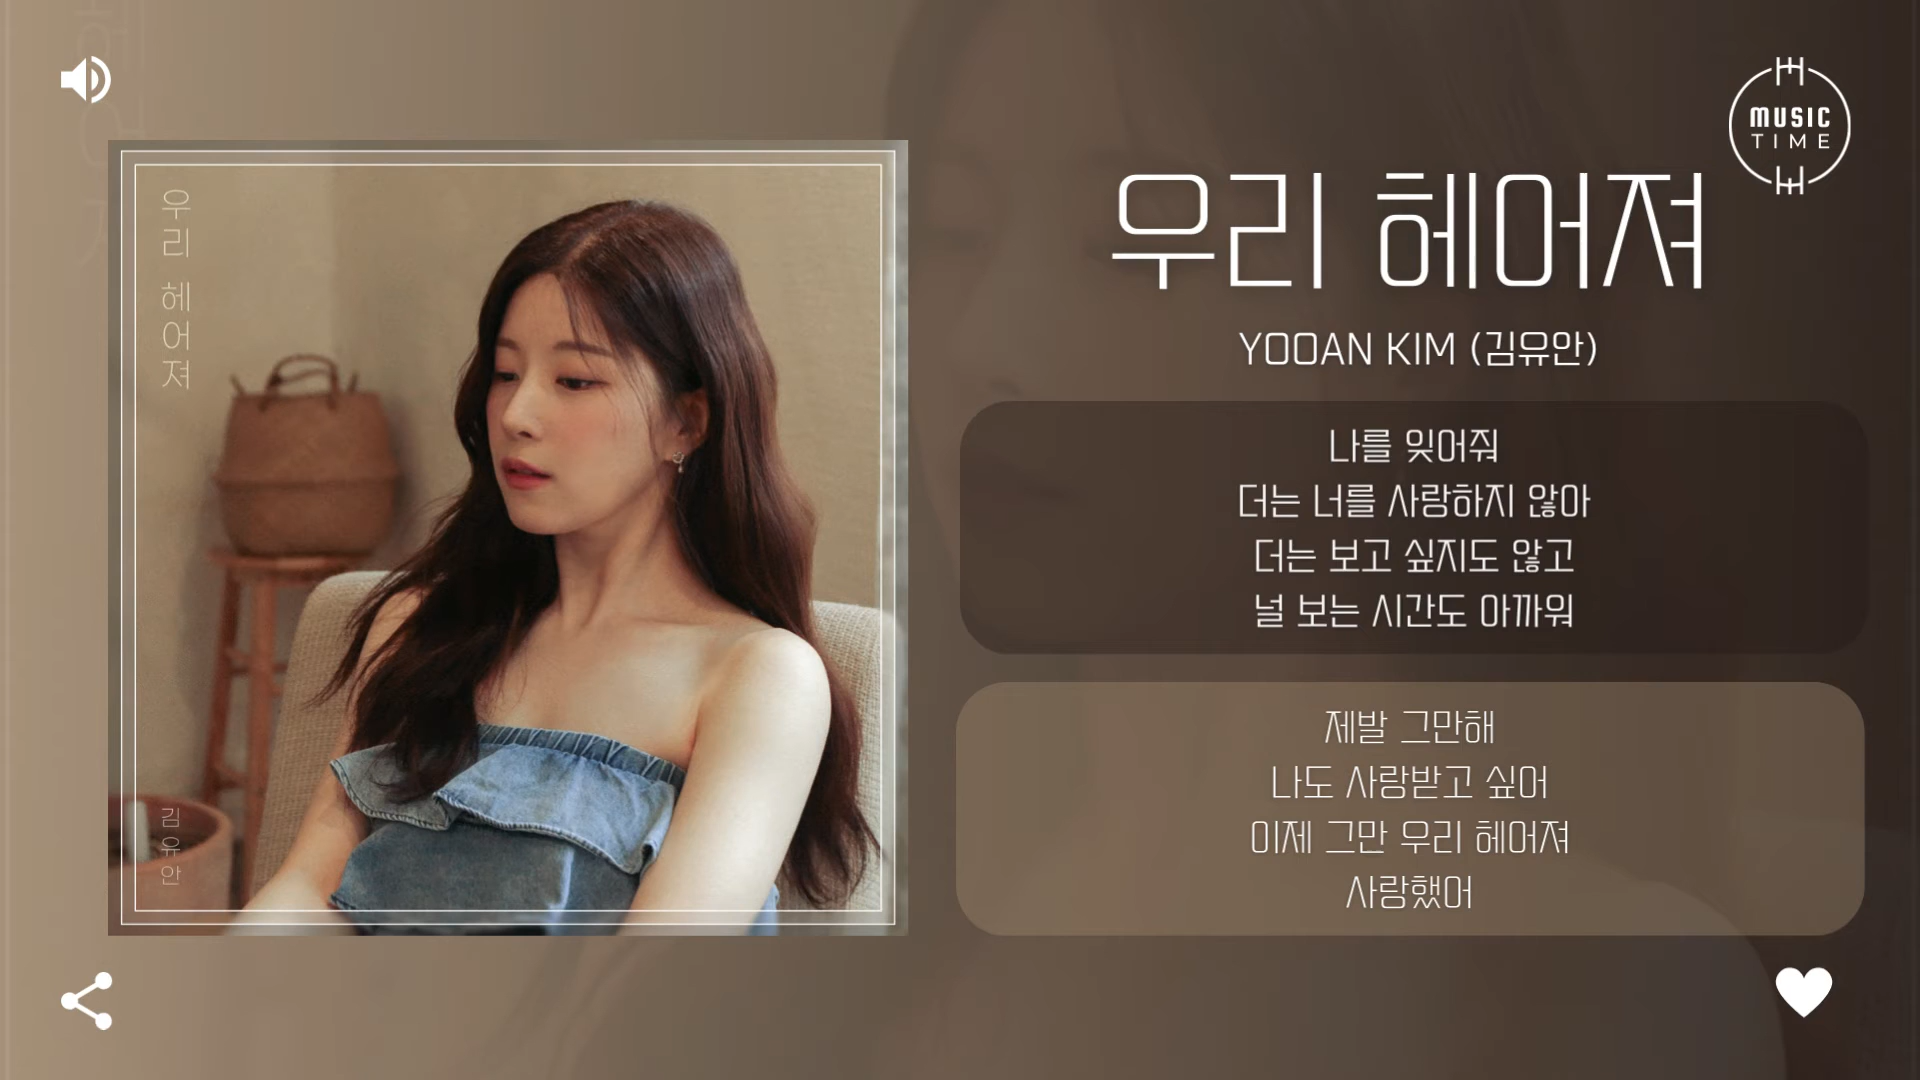 MUSIC
TIME
우리 헤어져
김유안
우리 헤어져
YOOAN KIM (김유안)
나를 잊어줘
더는 너를 사랑하지 않아
더는 보고 싶지도 않고
널 보는 시간도 아까워
제발 그만해
나도 사랑받고 싶어
이제 그만 우리 헤어져
사랑했어